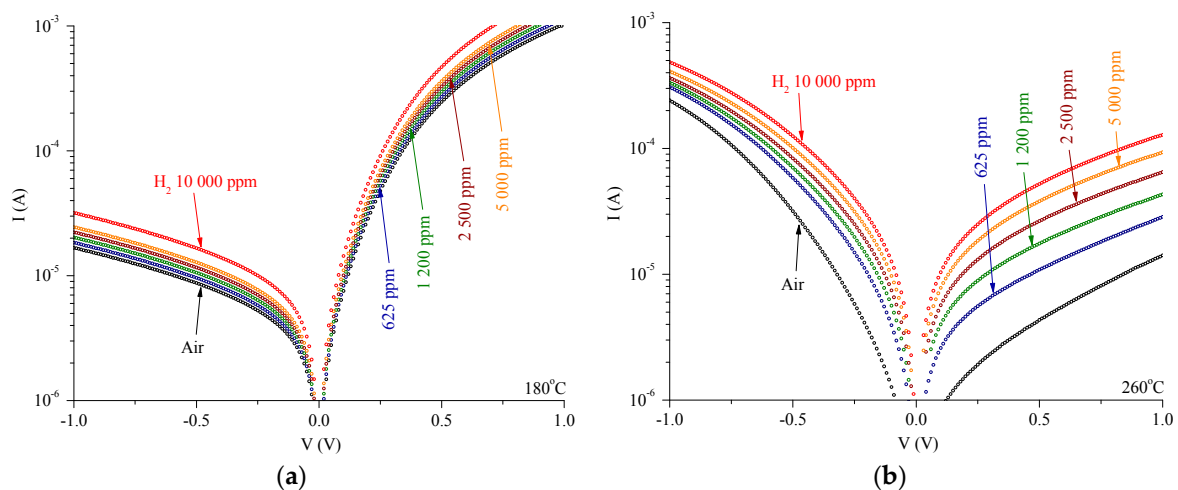 10⁻³
10⁻⁴
10⁻⁵
10⁻⁶
I (A)
H₂ 10 000 ppm
Air
625 ppm
1 200 ppm
2 500 ppm
5 000 ppm
180°C
-1.0 -0.5 0.0 0.5 1.0
V (V)
(a)
10⁻³
10⁻⁴
10⁻⁵
10⁻⁶
I (A)
H₂ 10 000 ppm
Air
625 ppm
1 200 ppm
2 500 ppm
5 000 ppm
260°C
-1.0 -0.5 0.0 0.5 1.0
V (V)
(b)